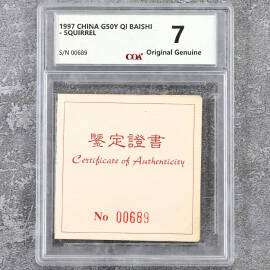 1997 CHINA G50Y QI BAISHI
- SQUIRREL
S/N 00689
COA
7
Original Genuine
鑒定證書
Certificate of Authenticity
No 00689